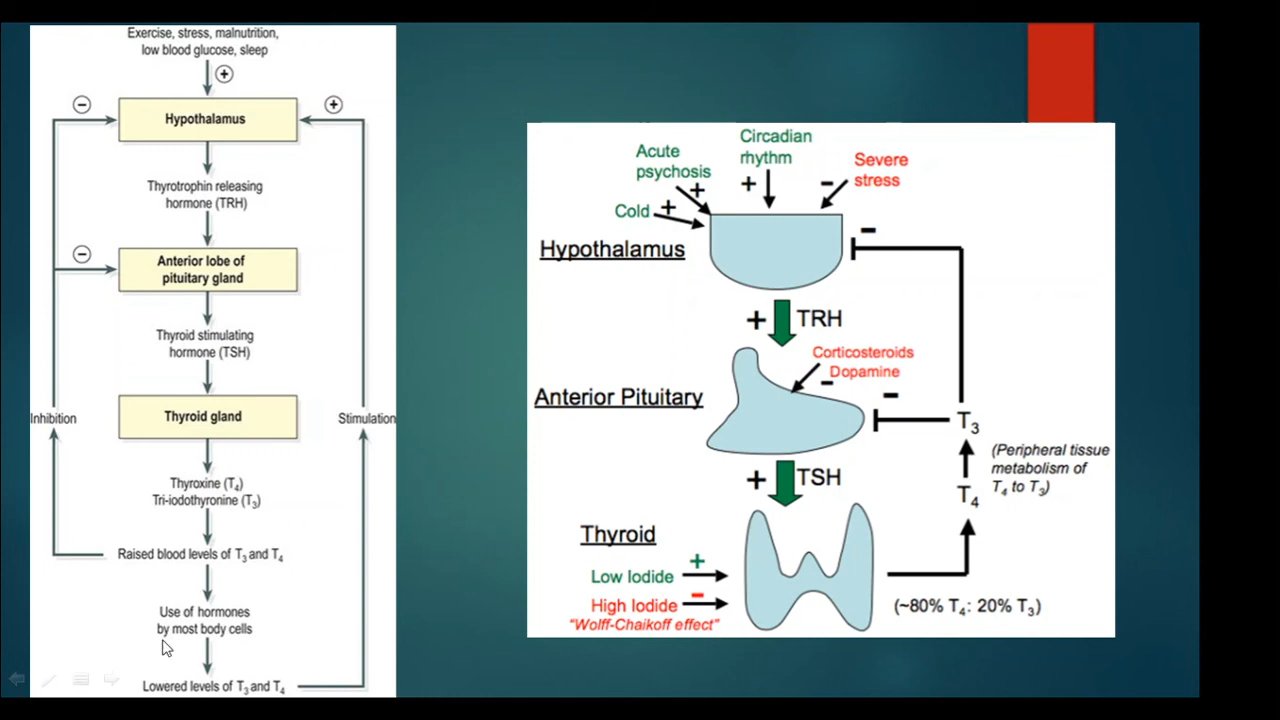 Exercise, stress, malnutrition,
low blood glucose, sleep
+
−
+
Hypothalamus
Thyrotrophin releasing
hormone (TRH)
−
Anterior lobe of
pituitary gland
Thyroid stimulating
hormone (TSH)
Thyroid gland
Inhibition
Stimulation
Thyroxine (T4)
Tri-iodothyronine (T3)
Raised blood levels of T3 and T4
Use of hormones
by most body cells
Lowered levels of T3 and T4
Circadian
rhythm
Acute
psychosis
Severe
stress
+
+
−
Cold
+
−
Hypothalamus
+ TRH
Corticosteroids
Dopamine
−
−
Anterior Pituitary
T3
(Peripheral tissue
metabolism of
T4 to T3)
+ TSH
T4
Thyroid
+
Low Iodide
−
High Iodide
"Wolff-Chaikoff effect"
(~80% T4: 20% T3)